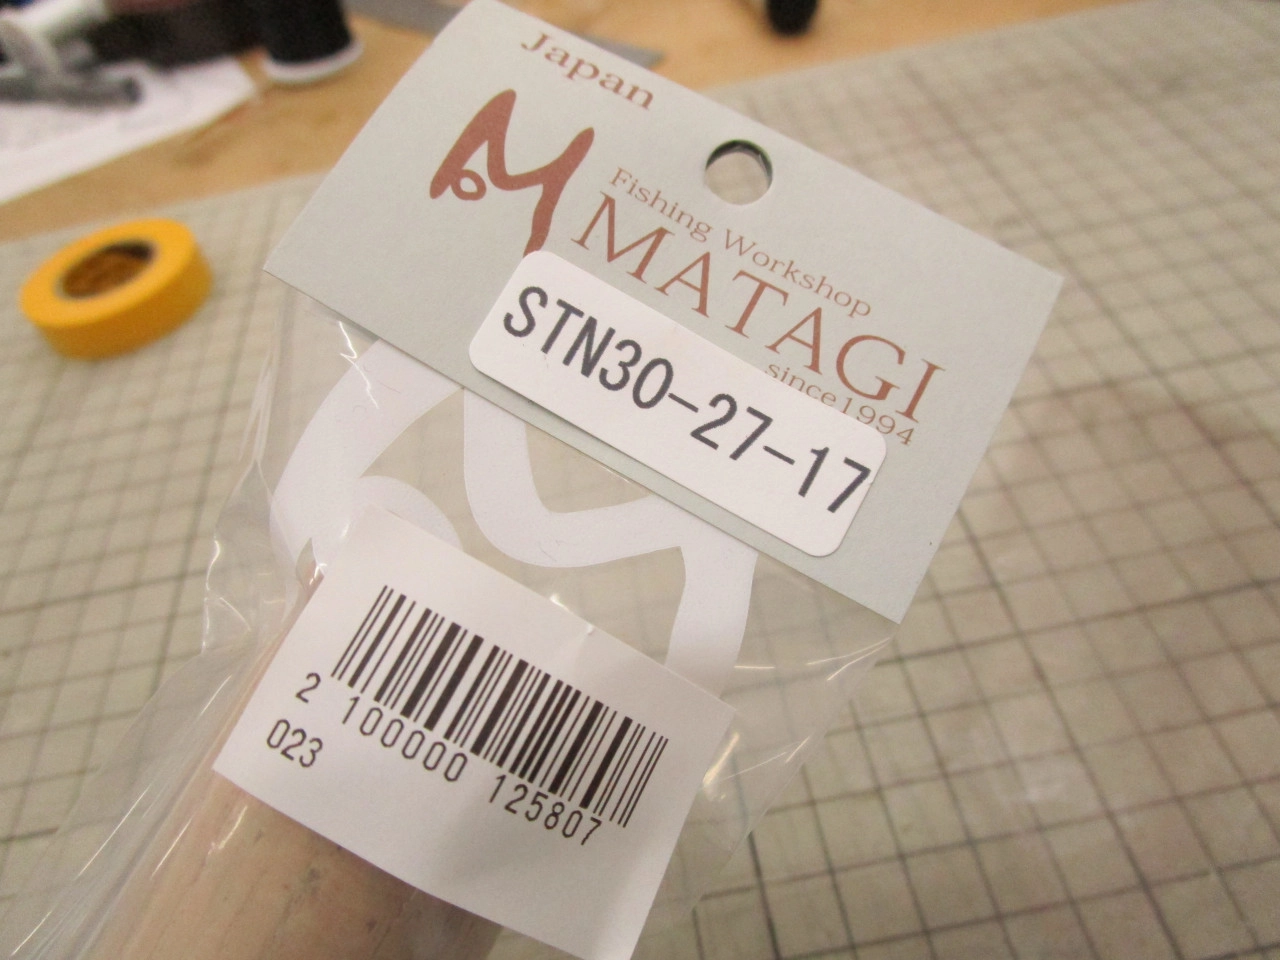 Japan
Fishing Workshop
MATAGI
since1994
STN30-27-17
2 100000 125807
023